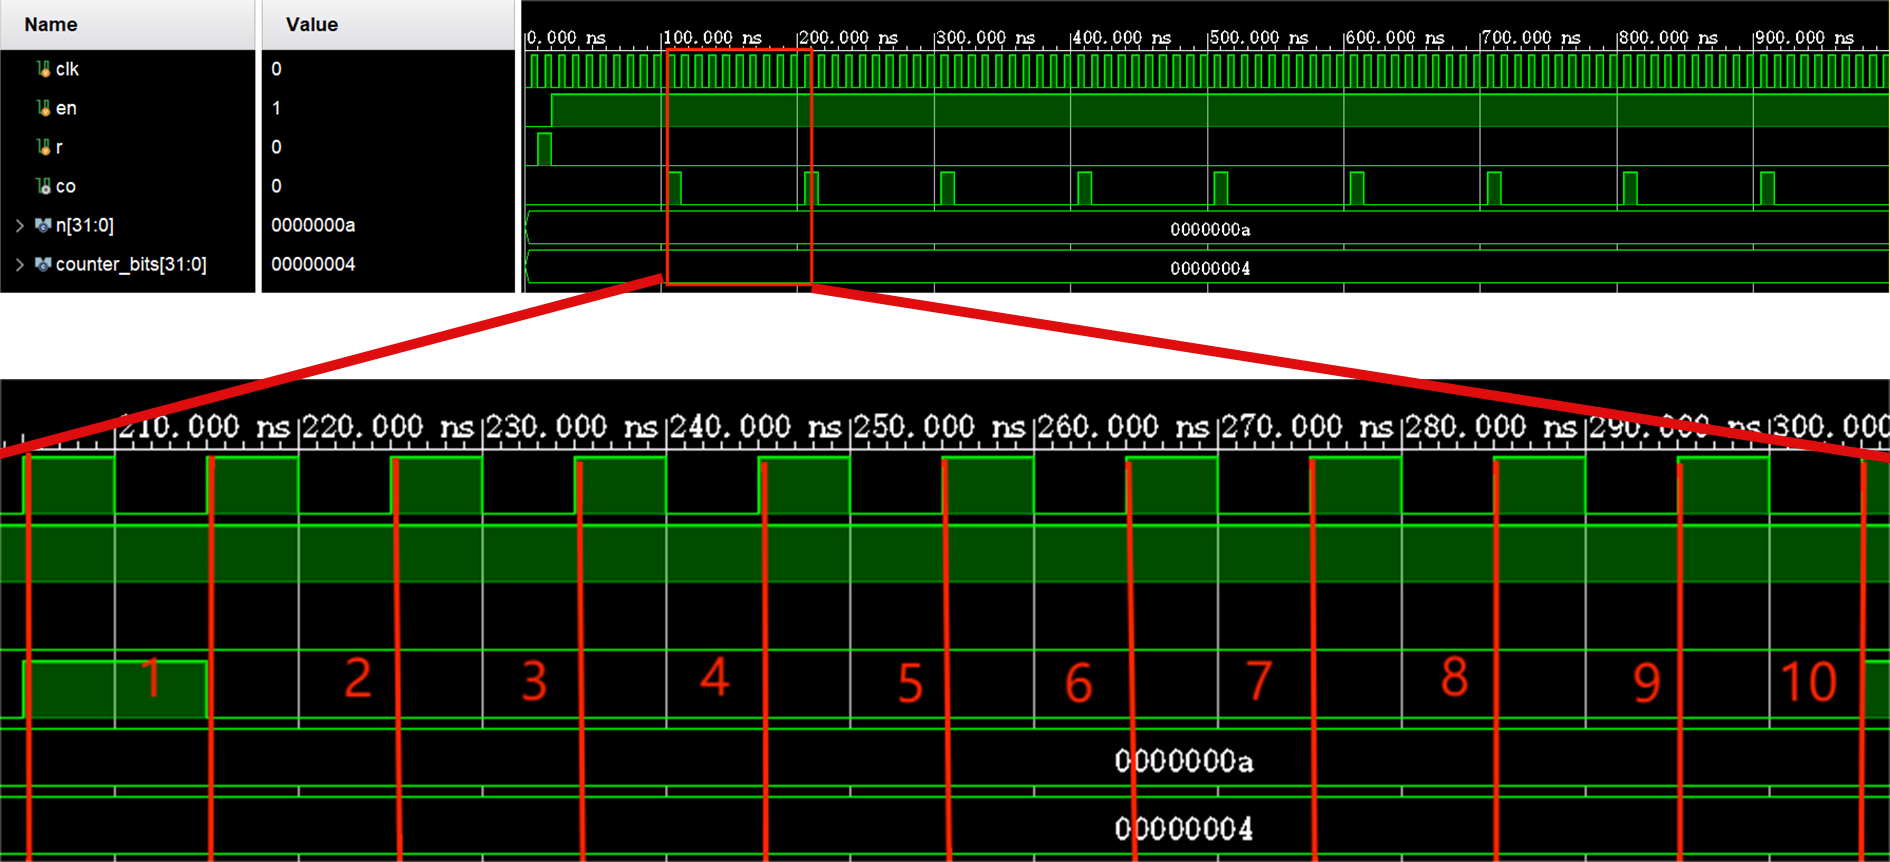 Name Value
0.000 ns 100.000 ns 200.000 ns 300.000 ns 400.000 ns 500.000 ns 600.000 ns 700.000 ns 800.000 ns 900.000 ns
clk 0
en 1
r 0
co 0
n[31:0] 0000000a 0000000a
counter_bits[31:0] 00000004 00000004
210.000 ns 220.000 ns 230.000 ns 240.000 ns 250.000 ns 260.000 ns 270.000 ns 280.000 ns 290.000 ns 300.000
1 2 3 4 5 6 7 8 9 10
0000000a
00000004